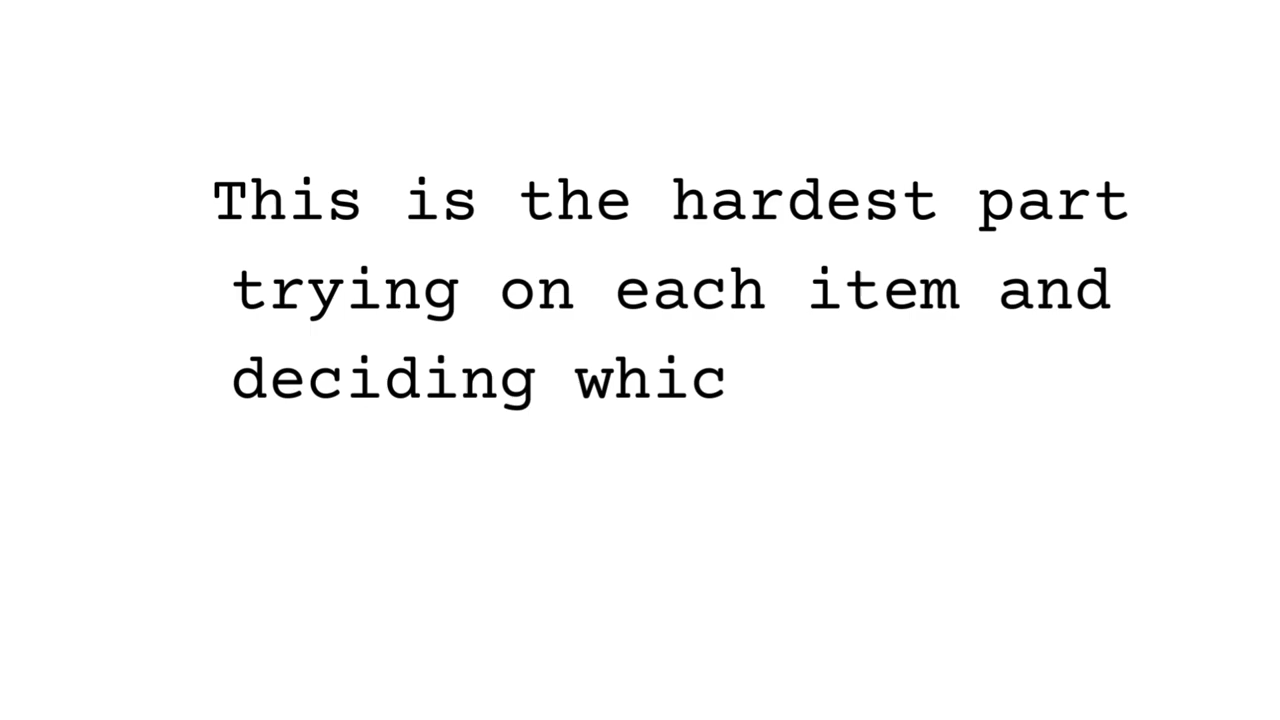 This is the hardest part
trying on each item and
deciding whic